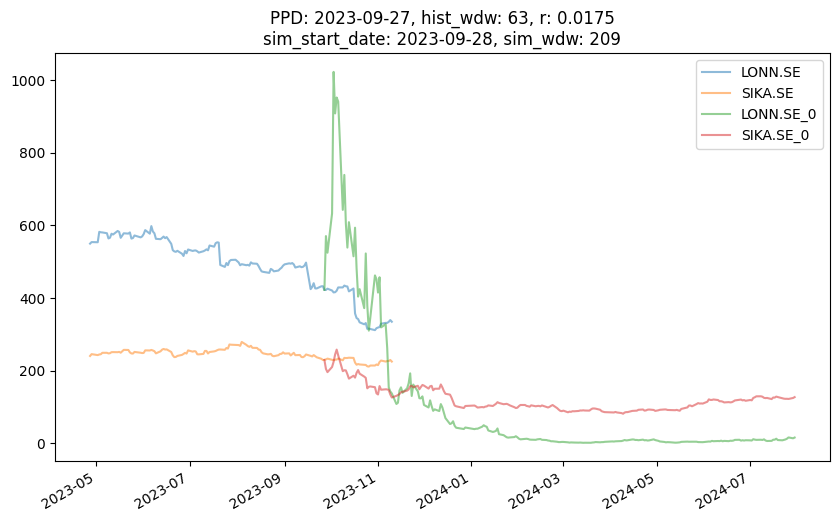 PPD: 2023-09-27, hist_wdw: 63, r: 0.0175
sim_start_date: 2023-09-28, sim_wdw: 209
LONN.SE
SIKA.SE
LONN.SE_0
SIKA.SE_0
1000
800
600
400
200
0
2023-05
2023-07
2023-09
2023-11
2024-01
2024-03
2024-05
2024-07